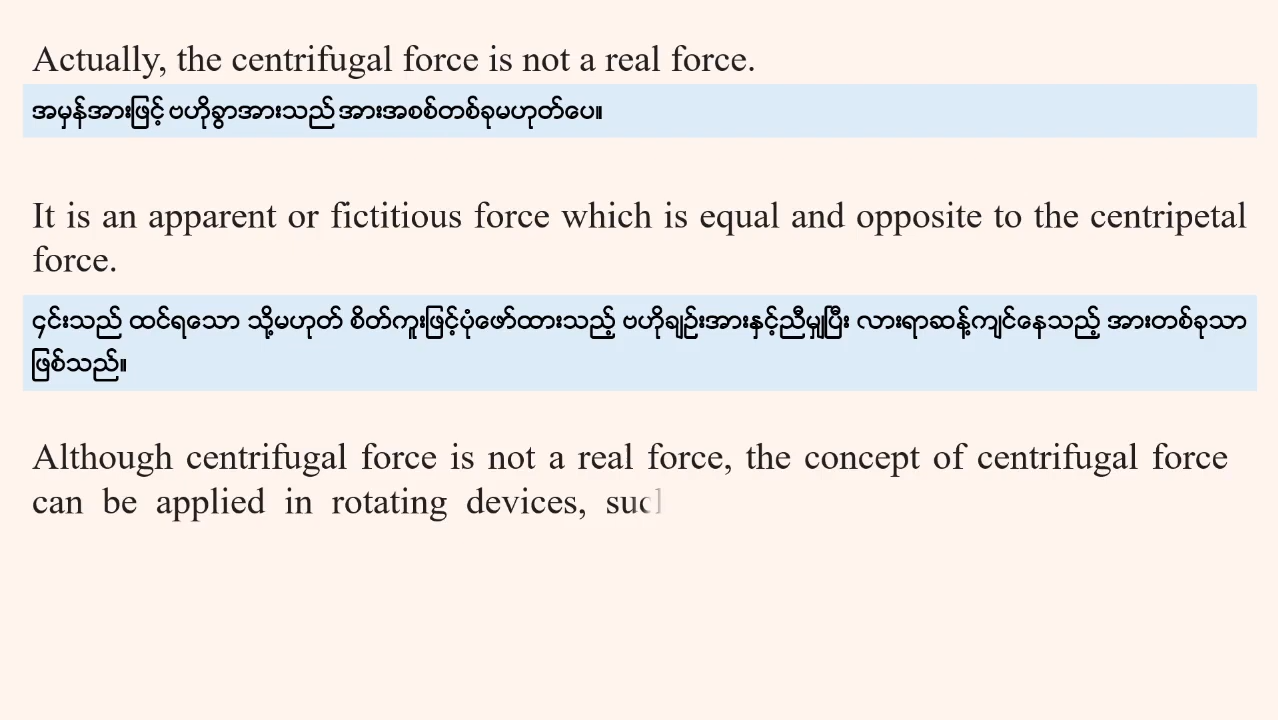 Actually, the centrifugal force is not a real force.
အမှန်အားဖြင့် ဗဟိုခွာအားသည် အားအစစ်တစ်ခုမဟုတ်ပေ။
It is an apparent or fictitious force which is equal and opposite to the centripetal
force.
၄င်းသည် ထင်ရသော သို့မဟုတ် စိတ်ကူးဖြင့်ပုံဖော်ထားသည့် ဗဟိုချဉ်းအားနှင့်ညီမျှပြီး လားရာဆန့်ကျင်နေသည့် အားတစ်ခုသာ
ဖြစ်သည်။
Although centrifugal force is not a real force, the concept of centrifugal force
can be applied in rotating devices,